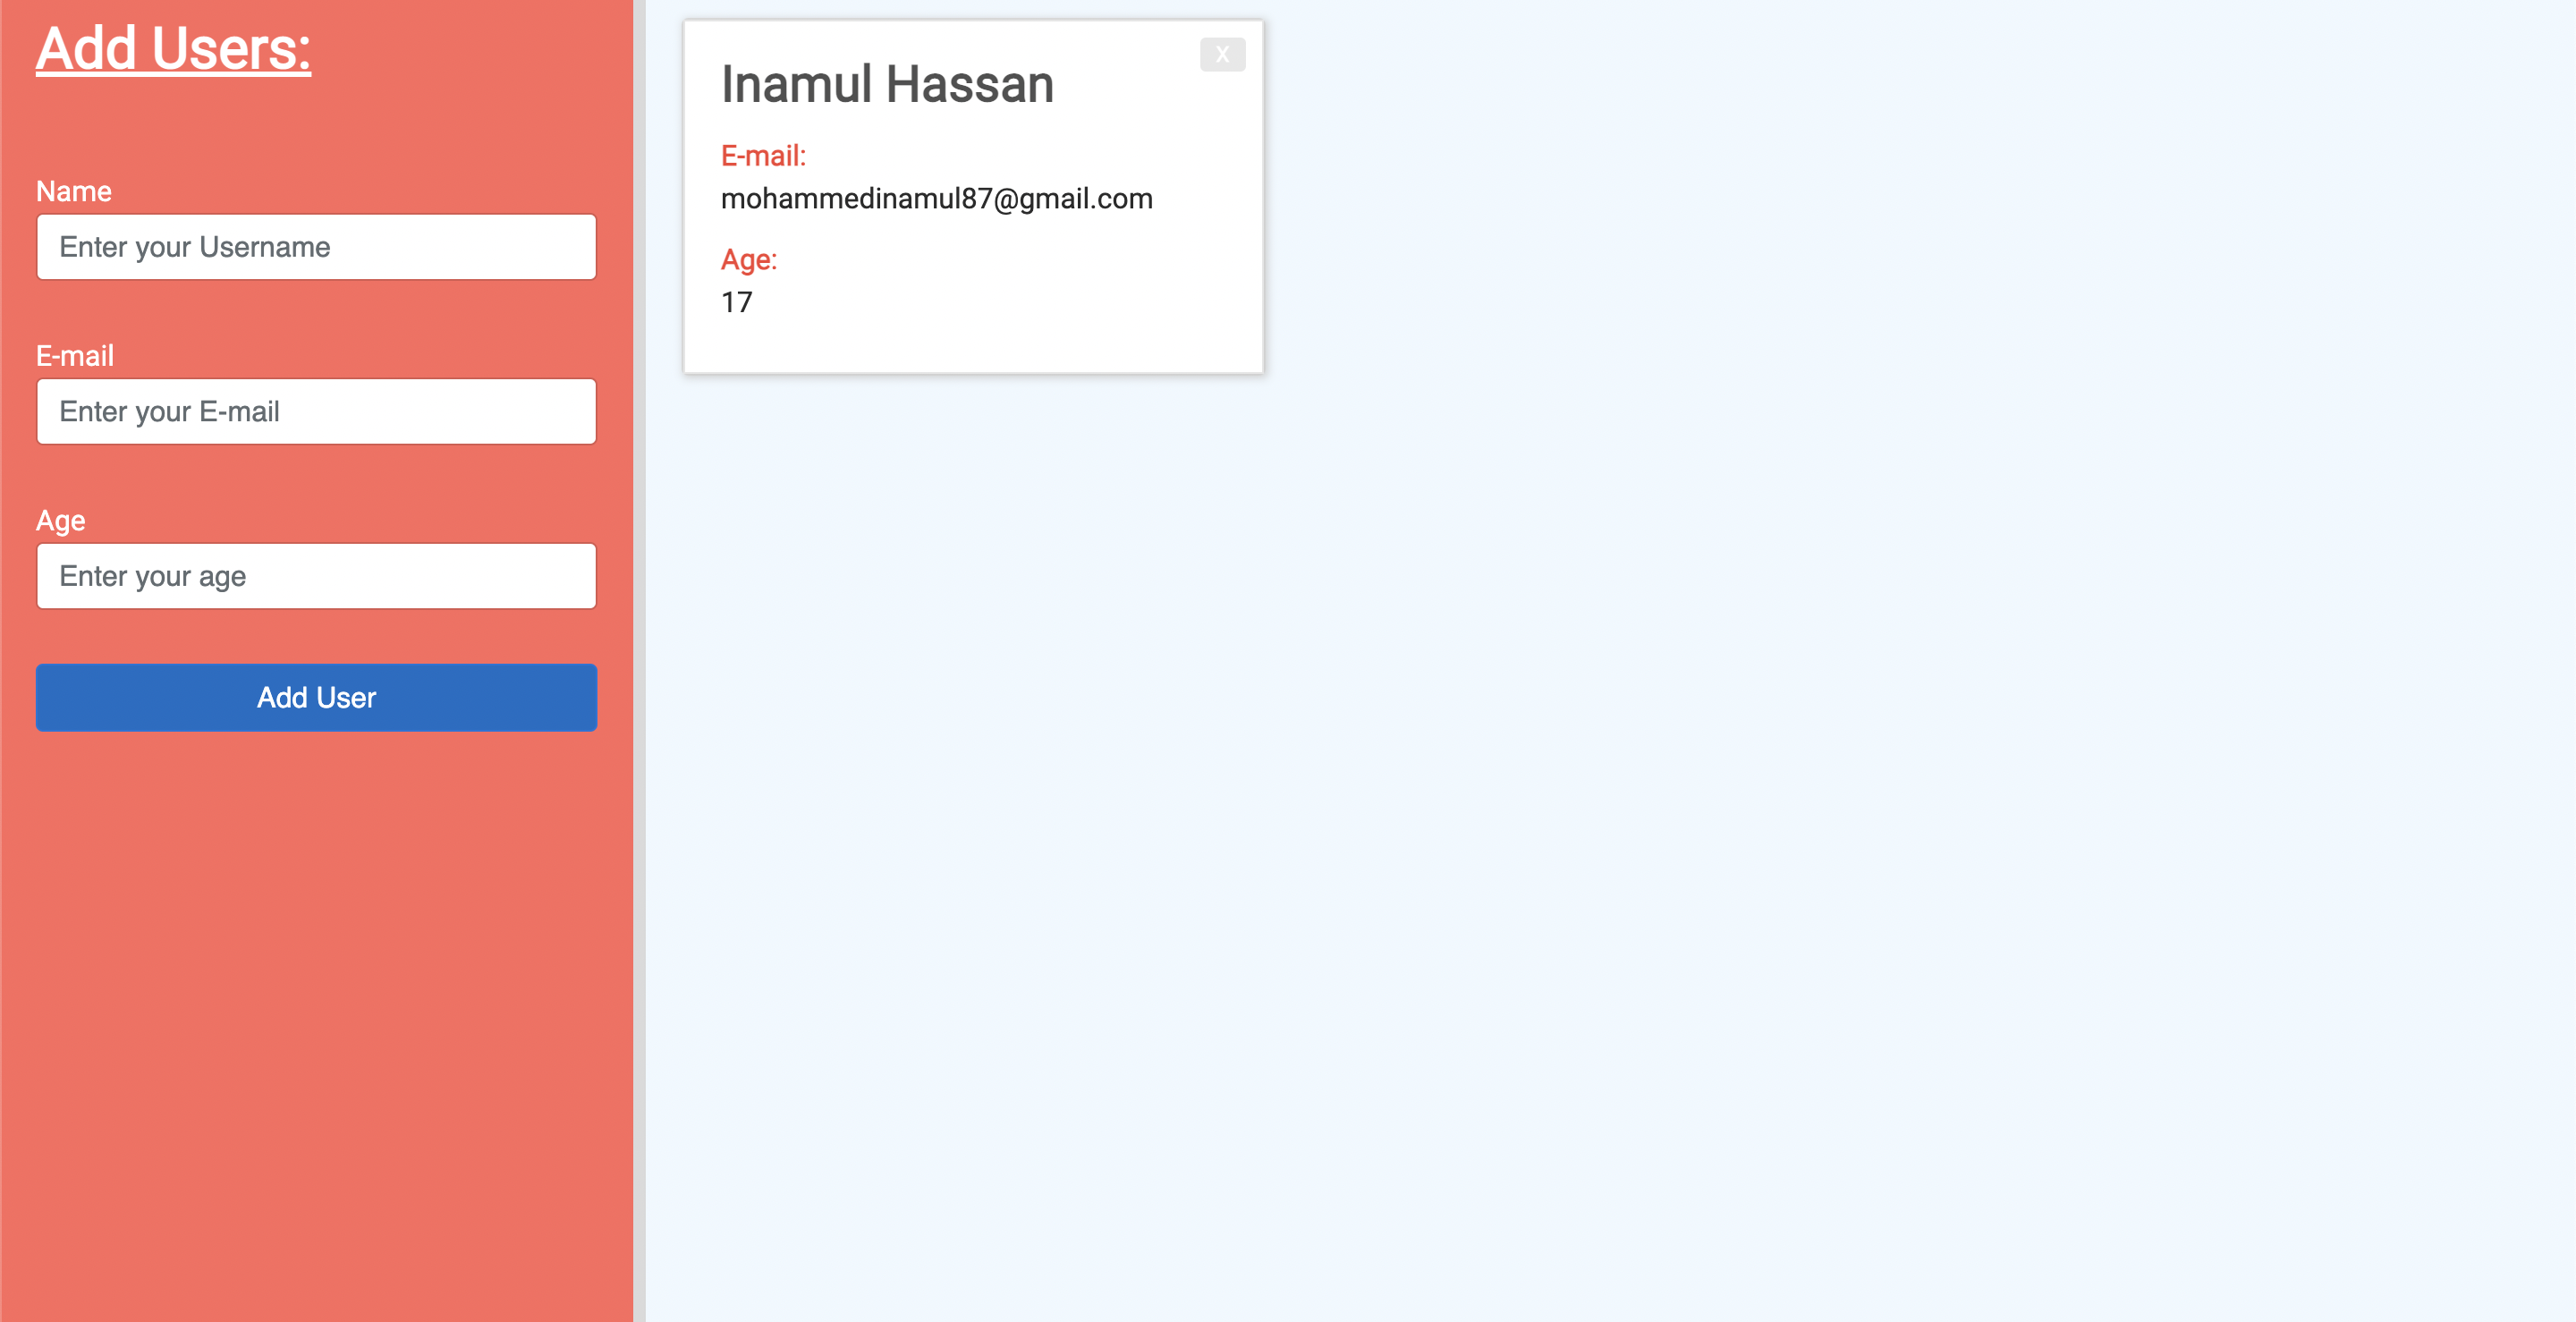 Add Users:
Name
Enter your Username
E-mail
Enter your E-mail
Age
Enter your age
Add User
X
Inamul Hassan
E-mail:
mohammedinamul87@gmail.com
Age:
17